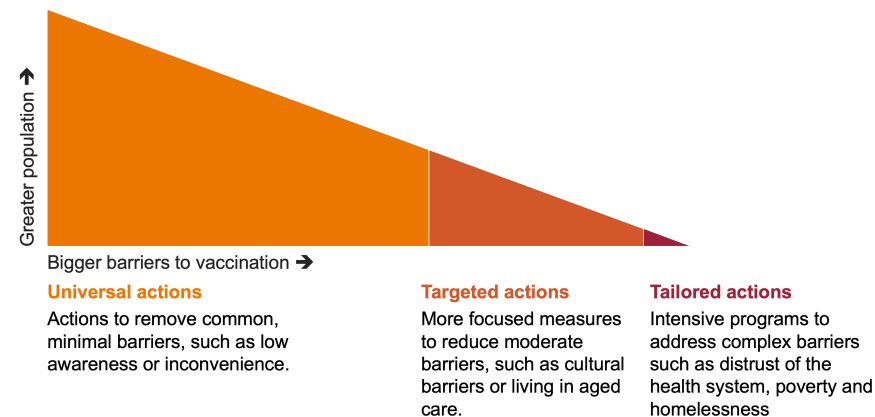 Greater population ➔
Bigger barriers to vaccination ➔
Universal actions
Actions to remove common,
minimal barriers, such as low
awareness or inconvenience.
Targeted actions
More focused measures
to reduce moderate
barriers, such as cultural
barriers or living in aged
care.
Tailored actions
Intensive programs to
address complex barriers
such as distrust of the
health system, poverty and
homelessness